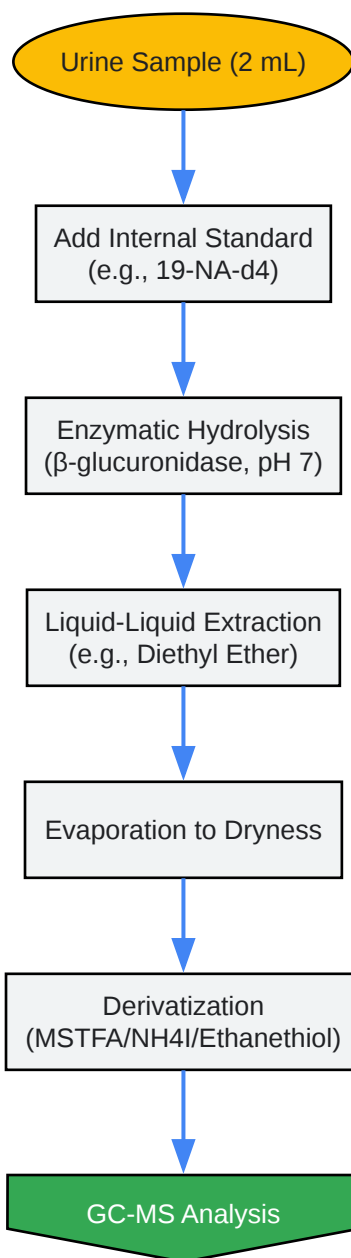 Urine Sample (2 mL)
Add Internal Standard
(e.g., 19-NA-d4)
Enzymatic Hydrolysis
(β-glucuronidase, pH 7)
Liquid-Liquid Extraction
(e.g., Diethyl Ether)
Evaporation to Dryness
Derivatization
(MSTFA/NH4I/Ethanethiol)
GC-MS Analysis